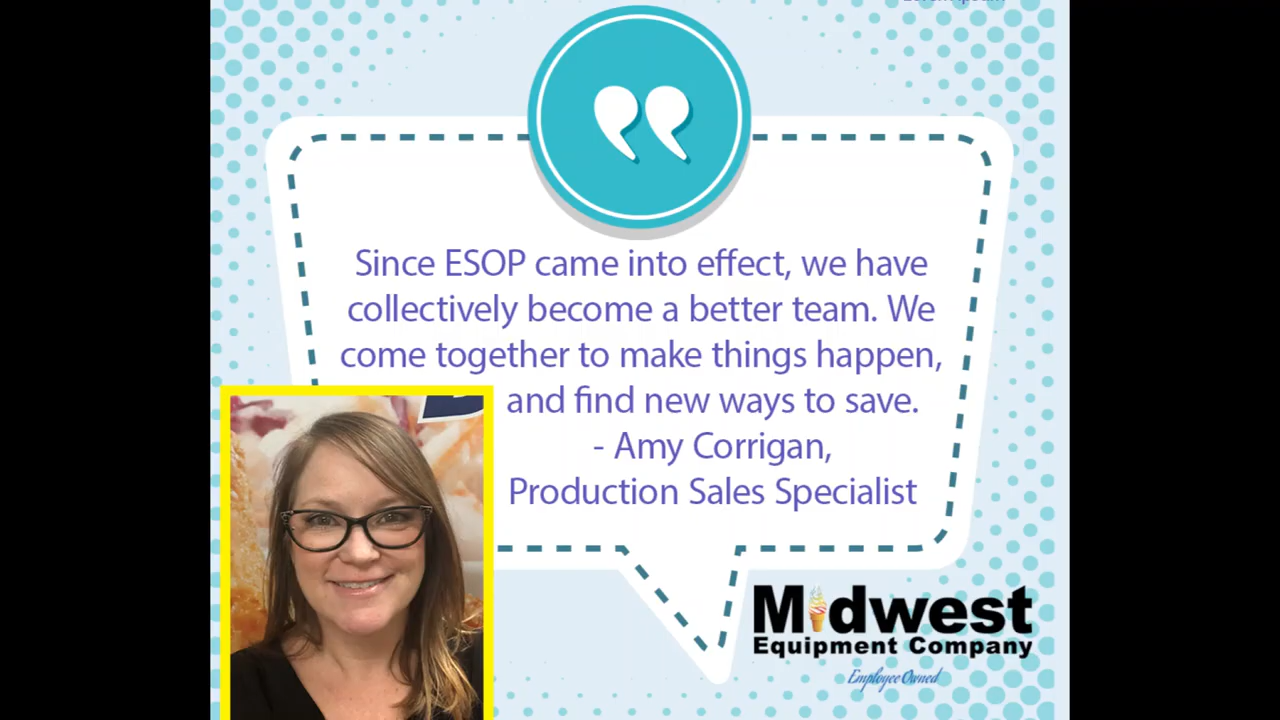 Since ESOP came into effect, we have
collectively become a better team. We
come together to make things happen,
and find new ways to save.
- Amy Corrigan,
Production Sales Specialist
Midwest
Equipment Company
Employee Owned